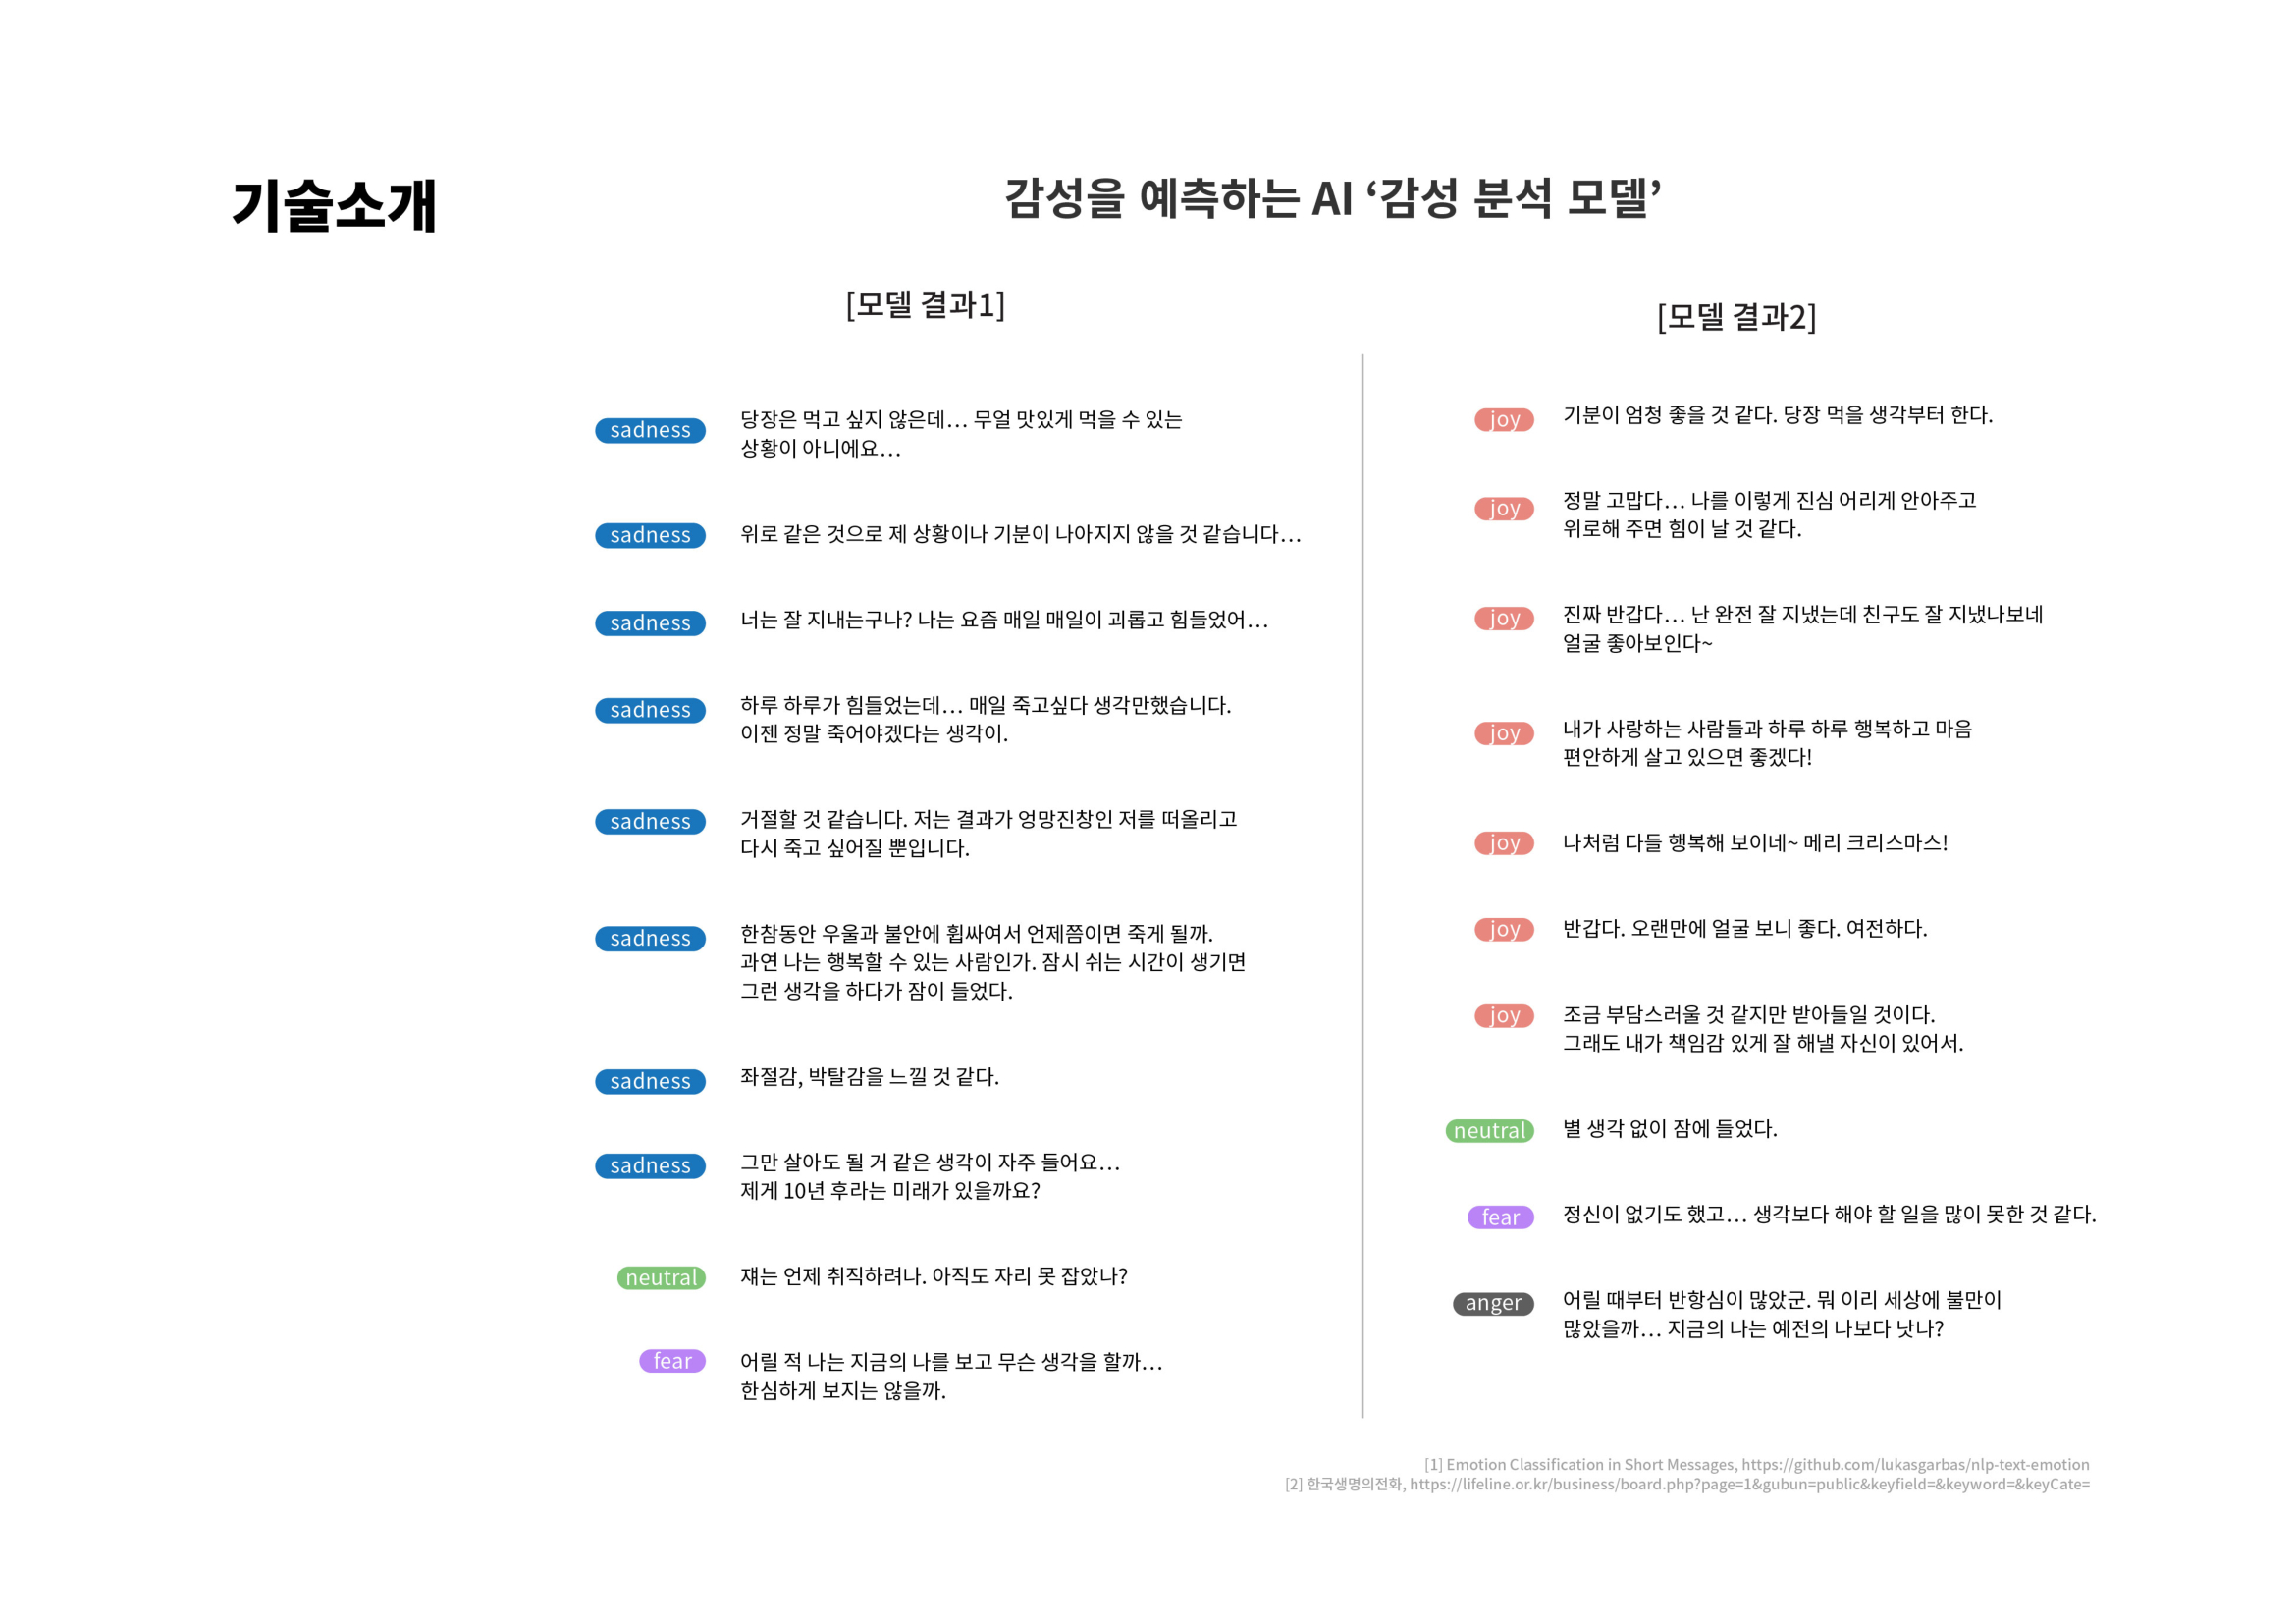 기술소개
감성을 예측하는 AI ‘감성 분석 모델’
[모델 결과1]
sadness 당장은 먹고 싶지 않은데... 무얼 맛있게 먹을 수 있는
상황이 아니에요...
sadness 위로 같은 것으로 제 상황이나 기분이 나아지지 않을 것 같습니다...
sadness 너는 잘 지내는구나? 나는 요즘 매일 매일이 괴롭고 힘들었어...
sadness 하루 하루가 힘들었는데... 매일 죽고싶다 생각만했습니다.
이젠 정말 죽어야겠다는 생각이.
sadness 거절할 것 같습니다. 저는 결과가 엉망진창인 저를 떠올리고
다시 죽고 싶어질 뿐입니다.
sadness 한참동안 우울과 불안에 휩싸여서 언제쯤이면 죽게 될까.
과연 나는 행복할 수 있는 사람인가. 잠시 쉬는 시간이 생기면
그런 생각을 하다가 잠이 들었다.
sadness 좌절감, 박탈감을 느낄 것 같다.
sadness 그만 살아도 될 거 같은 생각이 자주 들어요...
제게 10년 후라는 미래가 있을까요?
neutral 쟤는 언제 취직하려나. 아직도 자리 못 잡았나?
fear 어릴 적 나는 지금의 나를 보고 무슨 생각을 할까...
한심하게 보지는 않을까.
[모델 결과2]
joy 기분이 엄청 좋을 것 같다. 당장 먹을 생각부터 한다.
joy 정말 고맙다... 나를 이렇게 진심 어리게 안아주고
위로해 주면 힘이 날 것 같다.
joy 진짜 반갑다... 난 완전 잘 지냈는데 친구도 잘 지냈나보네
얼굴 좋아보인다~
joy 내가 사랑하는 사람들과 하루 하루 행복하고 마음
편안하게 살고 있으면 좋겠다!
joy 나처럼 다들 행복해 보이네~ 메리 크리스마스!
joy 반갑다. 오랜만에 얼굴 보니 좋다. 여전하다.
joy 조금 부담스러울 것 같지만 받아들일 것이다.
그래도 내가 책임감 있게 잘 해낼 자신이 있어서.
neutral 별 생각 없이 잠에 들었다.
fear 정신이 없기도 했고... 생각보다 해야 할 일을 많이 못한 것 같다.
anger 어릴 때부터 반항심이 많았군. 뭐 이리 세상에 불만이
많았을까... 지금의 나는 예전의 나보다 낫나?
[1] Emotion Classification in Short Messages, https://github.com/lukasgarbas/nlp-text-emotion
[2] 한국생명의전화, https://lifeline.or.kr/business/board.php?page=1&gubun=public&keyfield=&keyword=&keyCate=